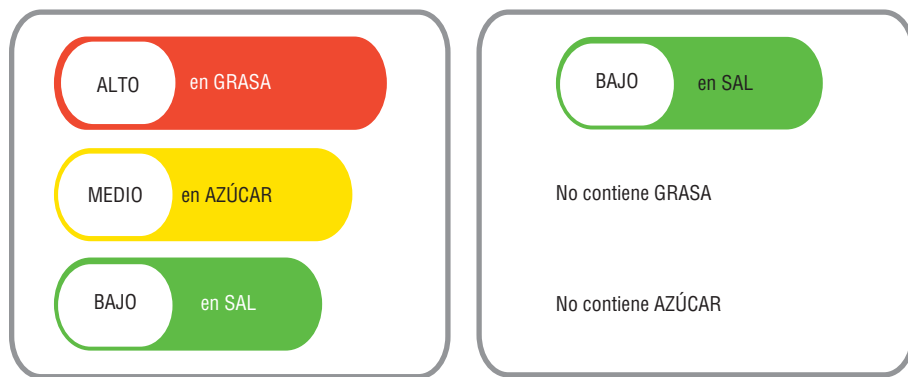 ALTO en GRASA
MEDIO en AZÚCAR
BAJO en SAL
BAJO en SAL
No contiene GRASA
No contiene AZÚCAR